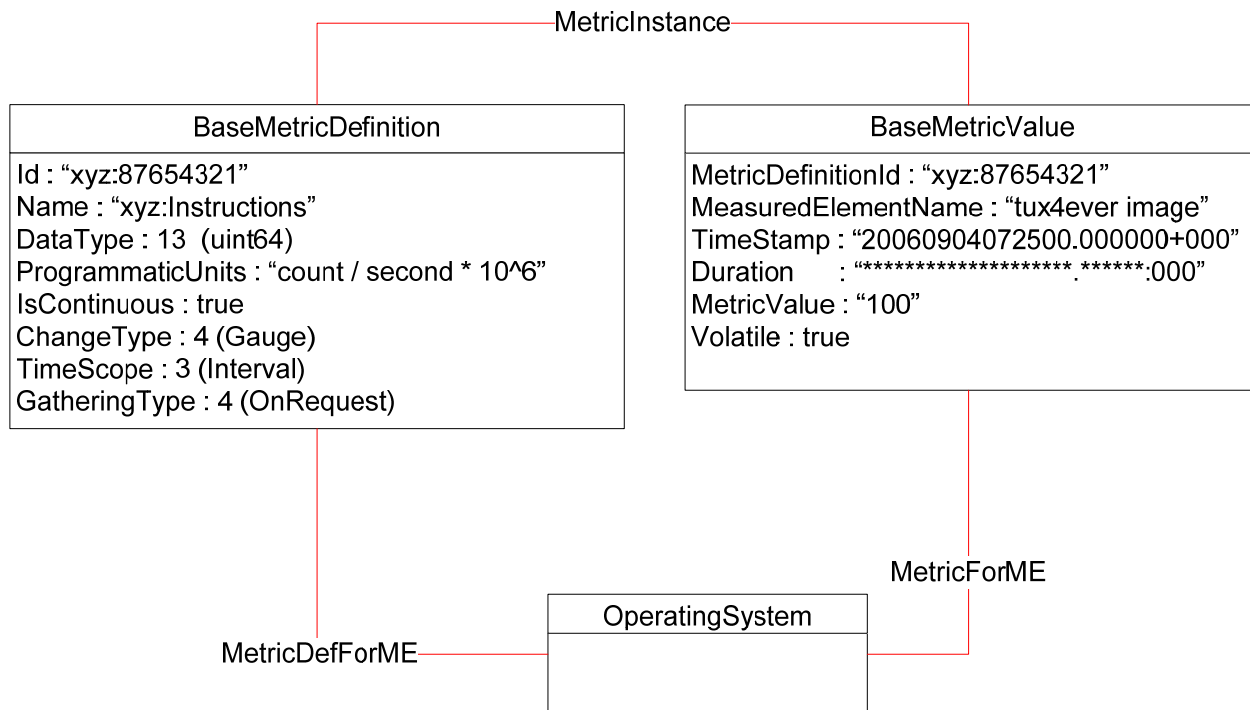 MetricInstance
BaseMetricDefinition
Id : “xyz:87654321”
Name : “xyz:Instructions”
DataType : 13 (uint64)
ProgrammaticUnits : “count / second * 10^6”
IsContinuous : true
ChangeType : 4 (Gauge)
TimeScope : 3 (Interval)
GatheringType : 4 (OnRequest)
BaseMetricValue
MetricDefinitionId : “xyz:87654321”
MeasuredElementName : “tux4ever image”
TimeStamp : “20060904072500.000000+000”
Duration : “********************.******:000”
MetricValue : “100”
Volatile : true
MetricForME
OperatingSystem
MetricDefForME